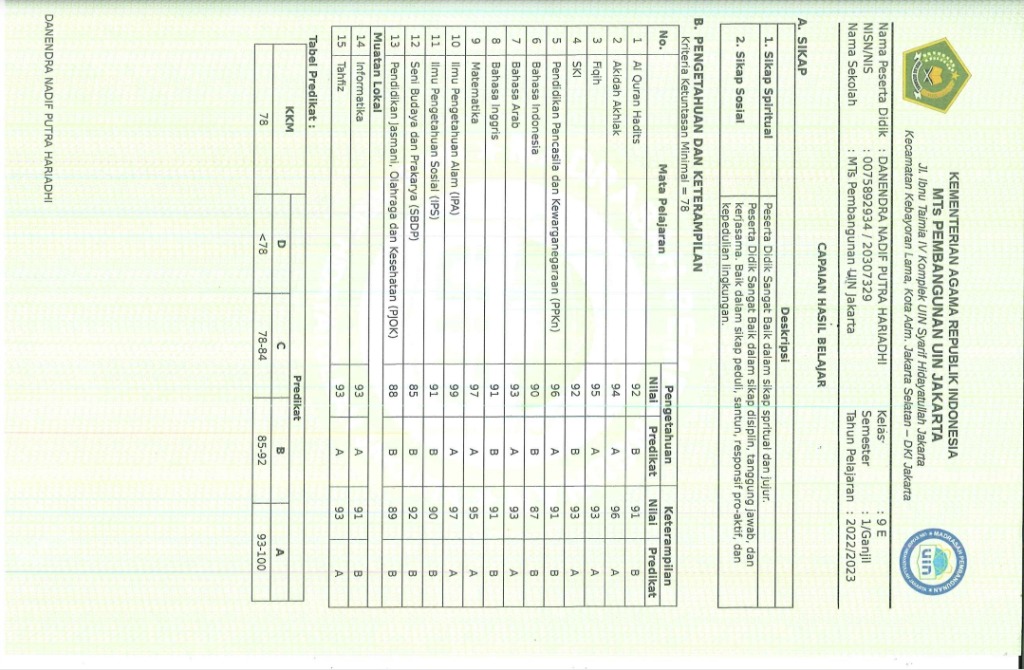 KEMENTERIAN AGAMA REPUBLIK INDONESIA
MTs PEMBANGUNAN UIN JAKARTA
Jl. Ibnu Taimia IV Komplek UIN Syarif Hidayatullah Jakarta
Kecamatan Kebayoran Lama, Kota Adm. Jakarta Selatan – DKI Jakarta
Nama Peserta Didik : DANENDRA NADIF PUTRA HARIADHI Kelas : 9 E
NISN/NIS : 0075892934 / 20307329 Semester : 1/Ganjil
Nama Sekolah : MTs Pembangunan UIN Jakarta Tahun Pelajaran : 2022/2023
CAPAIAN HASIL BELAJAR
A. SIKAP
Deskripsi
1. Sikap Spiritual Peserta Didik Sangat Baik dalam sikap spritual dan jujur.
2. Sikap Sosial Peserta Didik Sangat Baik dalam sikap disiplin, tanggung jawab, dan
kerjasama. Baik dalam sikap peduli, santun, responsif pro-aktif, dan
kepedulian lingkungan.
B. PENGETAHUAN DAN KETERAMPILAN
Kriteria Ketuntasan Minimal = 78
No. Mata Pelajaran Pengetahuan Keterampilan
Nilai Predikat Nilai Predikat
1 Al Quran Hadits 92 B 91 B
2 Akidah Akhlak 94 A 96 A
3 Fiqih 95 A 93 A
4 SKI 92 B 93 A
5 Pendidikan Pancasila dan Kewarganegaraan (PPKn) 96 A 91 B
6 Bahasa Indonesia 90 B 87 B
7 Bahasa Arab 93 A 93 A
8 Bahasa Inggris 91 B 91 B
9 Matematika 97 A 95 A
10 Ilmu Pengetahuan Alam (IPA) 99 A 97 A
11 Ilmu Pengetahuan Sosial (IPS) 91 B 90 B
12 Seni Budaya dan Prakarya (SBDP) 85 B 92 B
13 Pendidikan Jasmani, Olahraga dan Kesehatan (PJOK) 88 B 89 B
Muatan Lokal
14 Informatika 93 A 91 B
15 Tahfiz 93 A 93 A
Tabel Predikat :
KKM Predikat
D C B A
78 <78 78-84 85-92 93-100
DANENDRA NADIF PUTRA HARIADHI